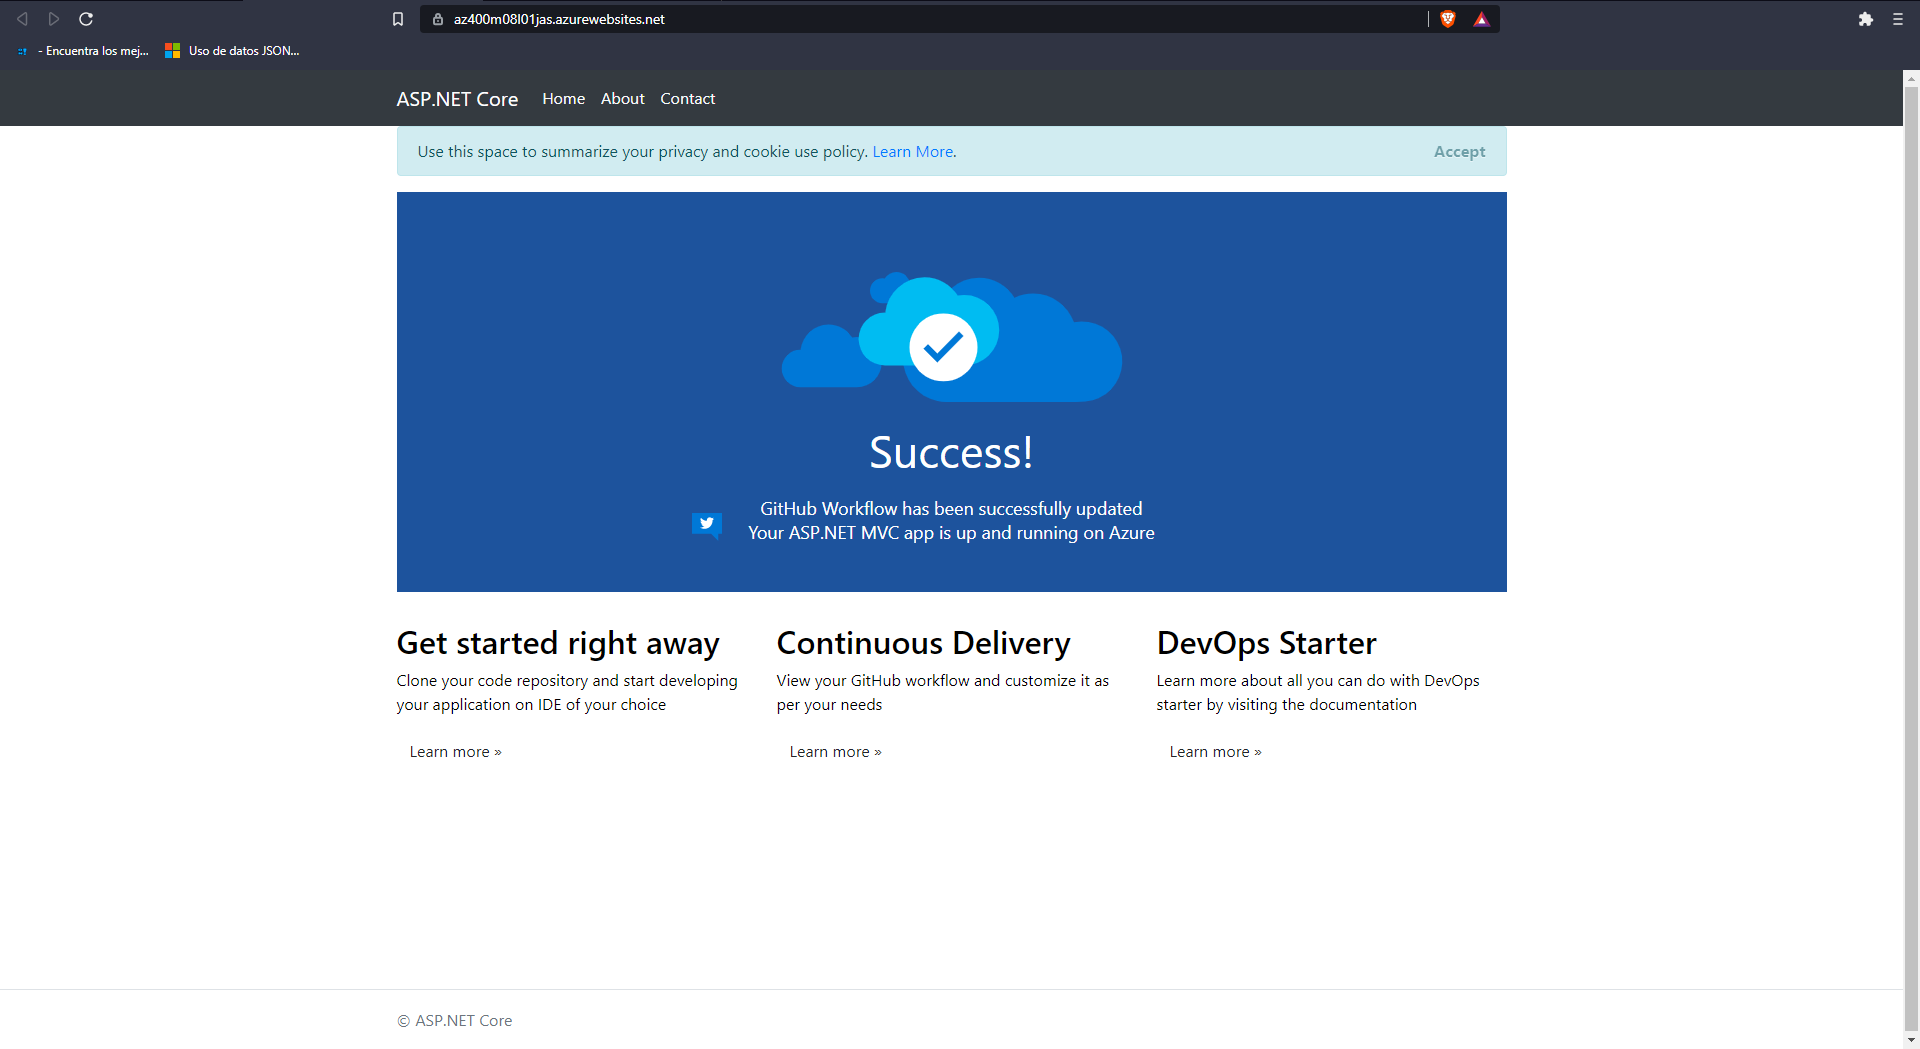 az400m08l01jas.azurewebsites.net
- Encuentra los mej...
Uso de datos JSON...
ASP.NET Core
Home
About
Contact
Use this space to summarize your privacy and cookie use policy. Learn More.
Accept
Success!
GitHub Workflow has been successfully updated
Your ASP.NET MVC app is up and running on Azure
Get started right away
Clone your code repository and start developing
your application on IDE of your choice
Learn more »
Continuous Delivery
View your GitHub workflow and customize it as
per your needs
Learn more »
DevOps Starter
Learn more about all you can do with DevOps
starter by visiting the documentation
Learn more »
© ASP.NET Core